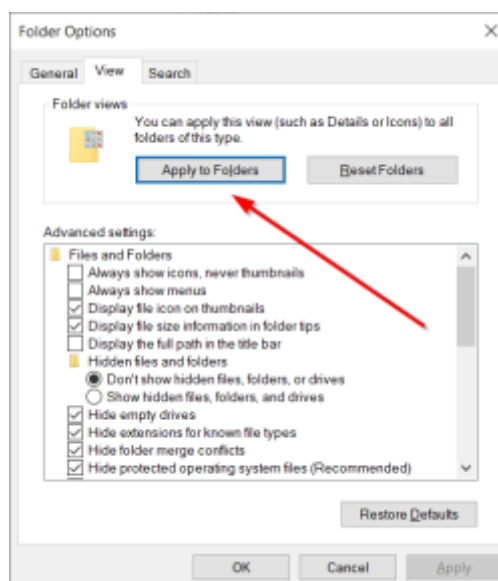 Folder Options
General View Search
Folder views
You can apply this view (such as Details or Icons) to all
folders of this type.
Apply to Folders Reset Folders
Advanced settings:
Files and Folders
Always show icons, never thumbnails
Always show menus
Display file icon on thumbnails
Display file size information in folder tips
Display the full path in the title bar
Hidden files and folders
Don't show hidden files, folders, or drives
Show hidden files, folders, and drives
Hide empty drives
Hide extensions for known file types
Hide folder merge conflicts
Hide protected operating system files (Recommended)
Restore Defaults
OK Cancel Apply